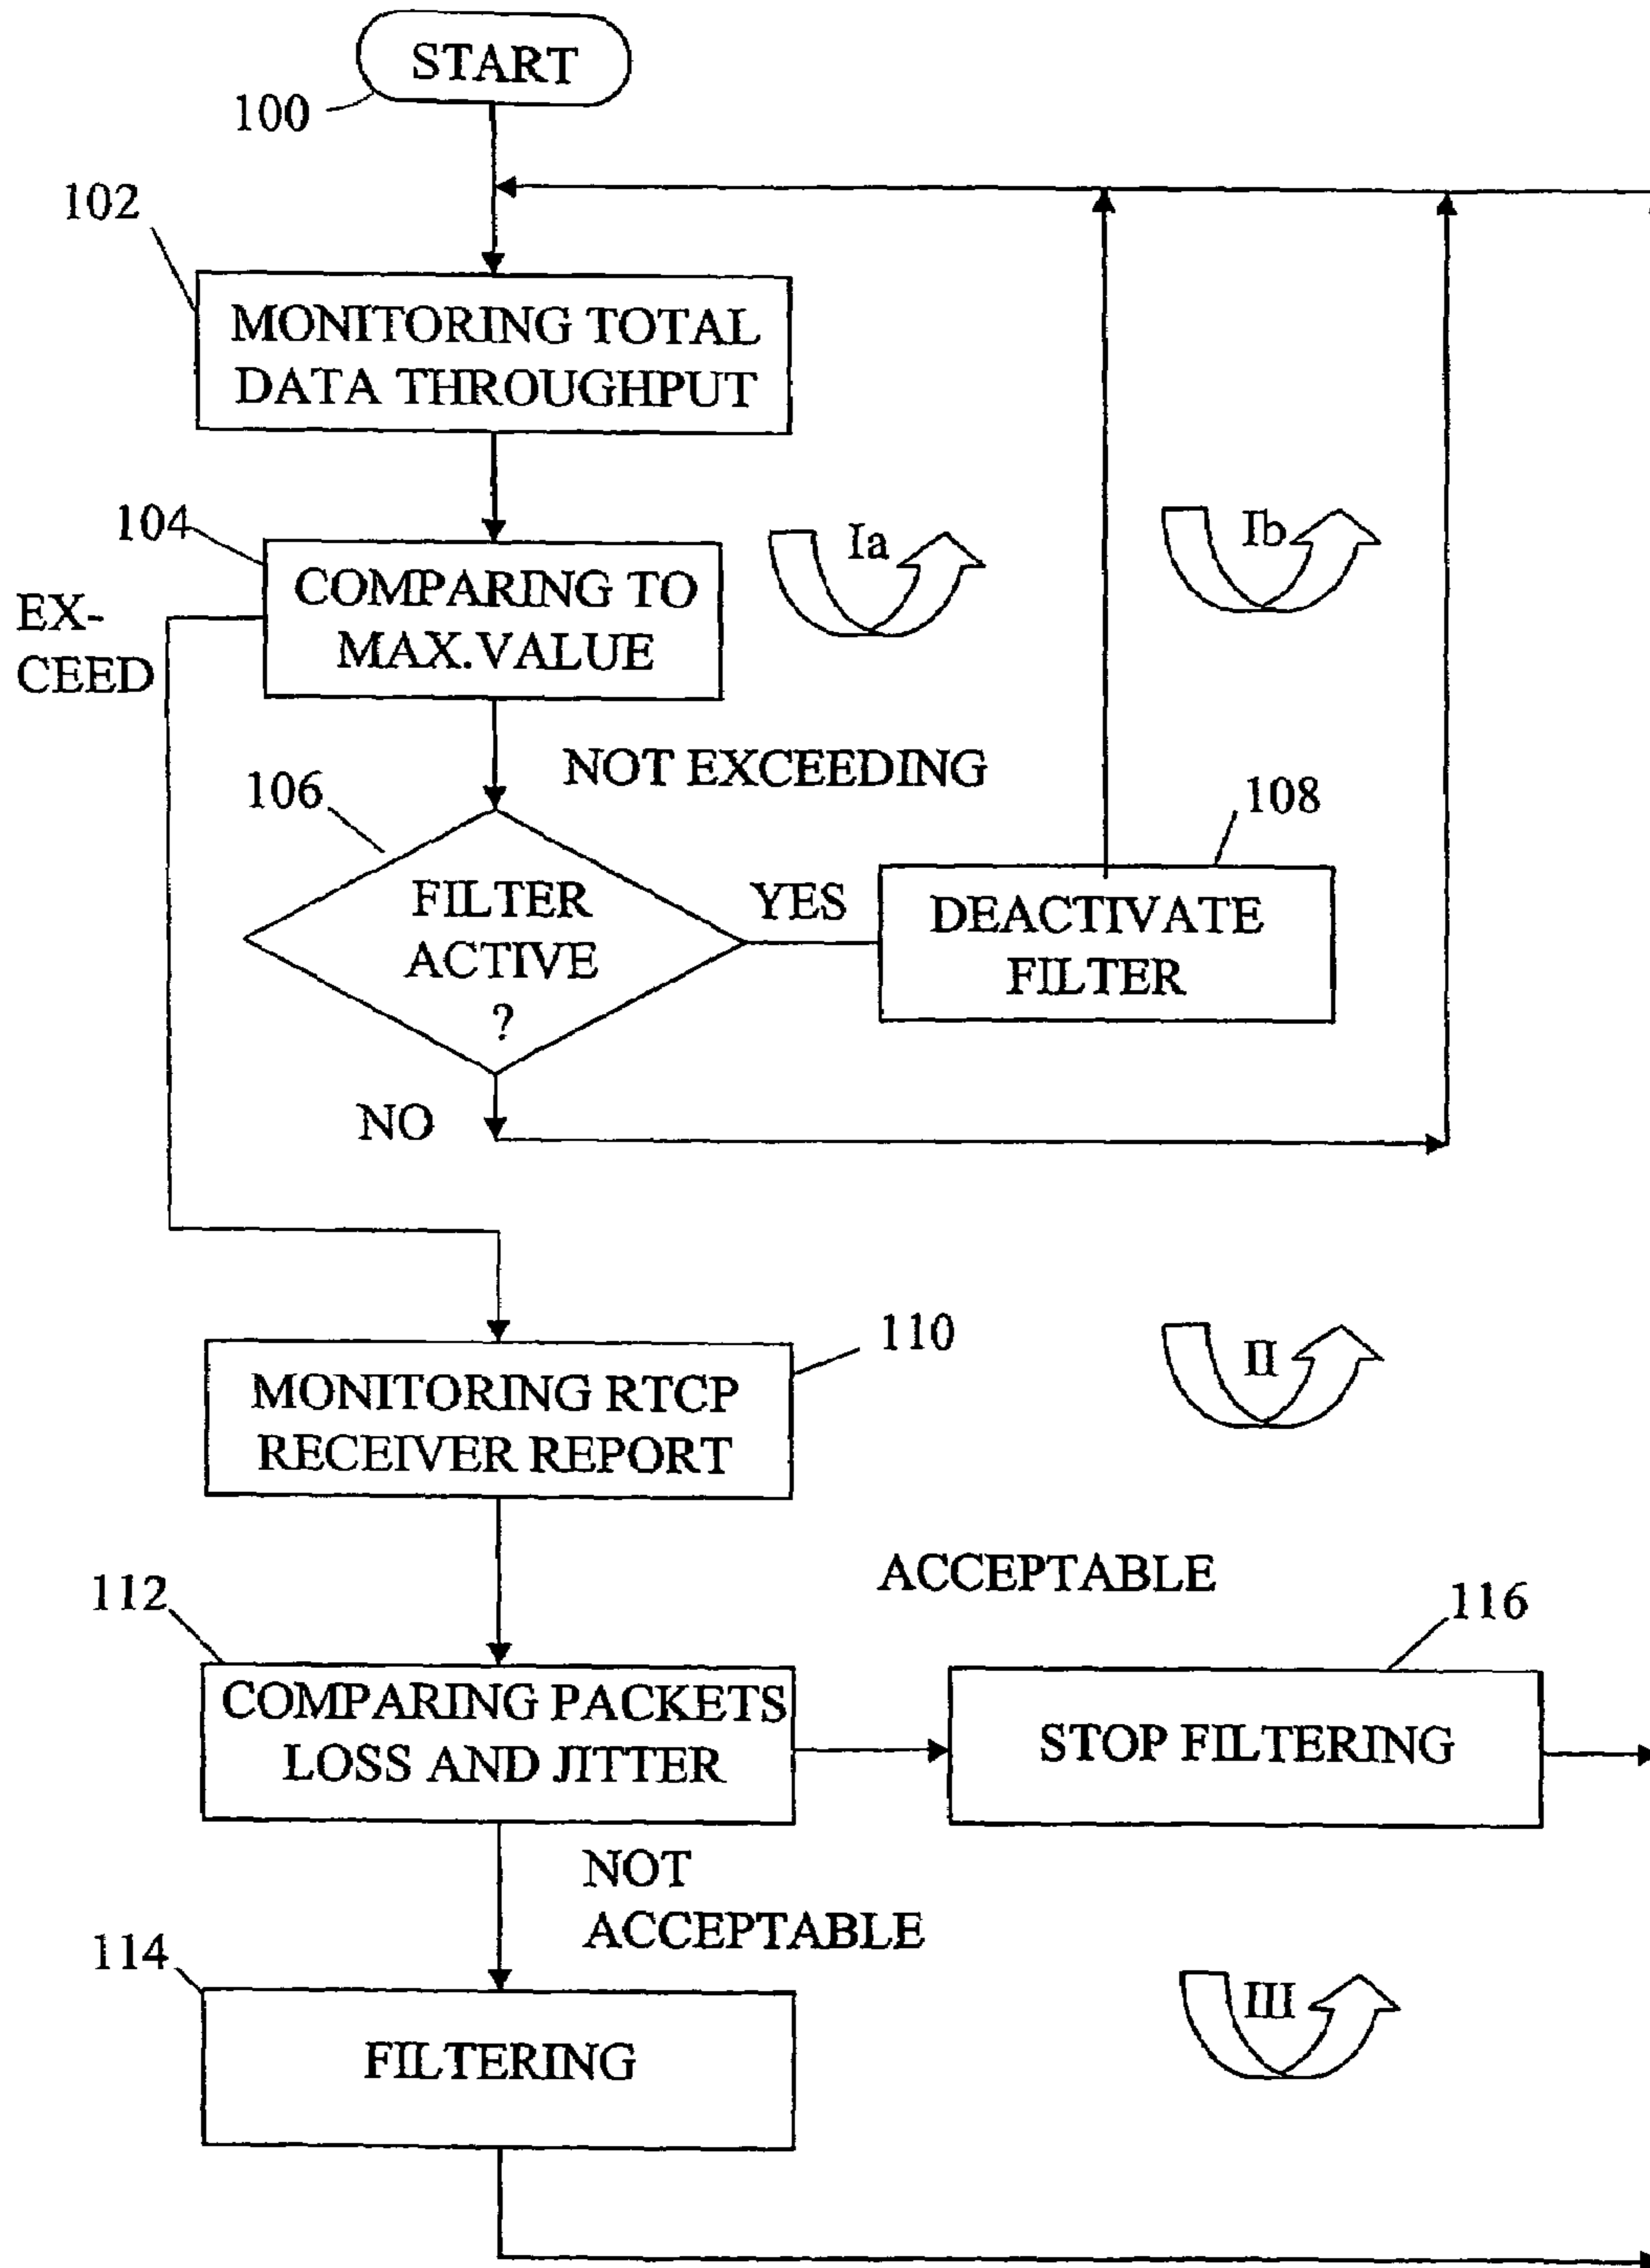 START
100
102
MONITORING TOTAL
DATA THROUGHPUT
104
COMPARING TO
MAX.VALUE
Ia
Ib
EX-
CEED
NOT EXCEEDING
106
FILTER
ACTIVE
?
YES
108
DEACTIVATE
FILTER
NO
110
MONITORING RTCP
RECEIVER REPORT
II
ACCEPTABLE
112
COMPARING PACKETS
LOSS AND JITTER
116
STOP FILTERING
NOT
ACCEPTABLE
114
FILTERING
III